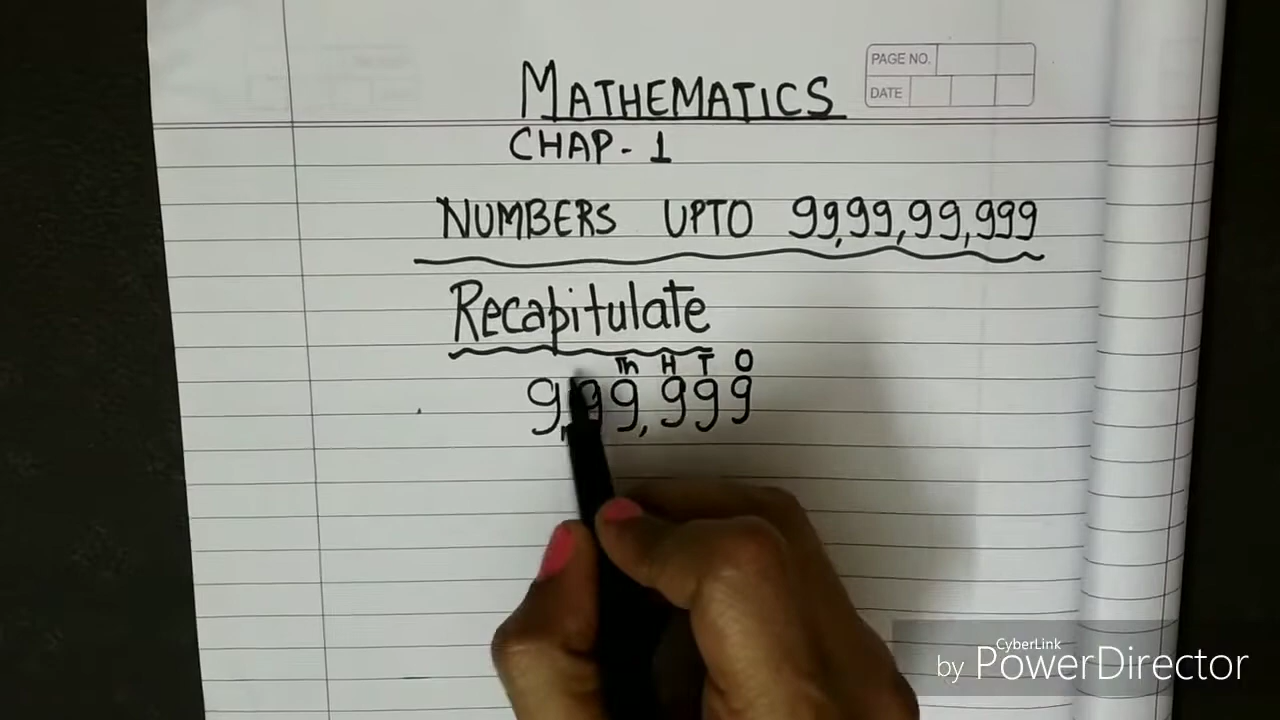 PAGE NO.
DATE
MATHEMATICS
CHAP - 1
NUMBERS UPTO 99,99,99,999
Recapitulate
Th H T O
9,99,999
CyberLink
by PowerDirector